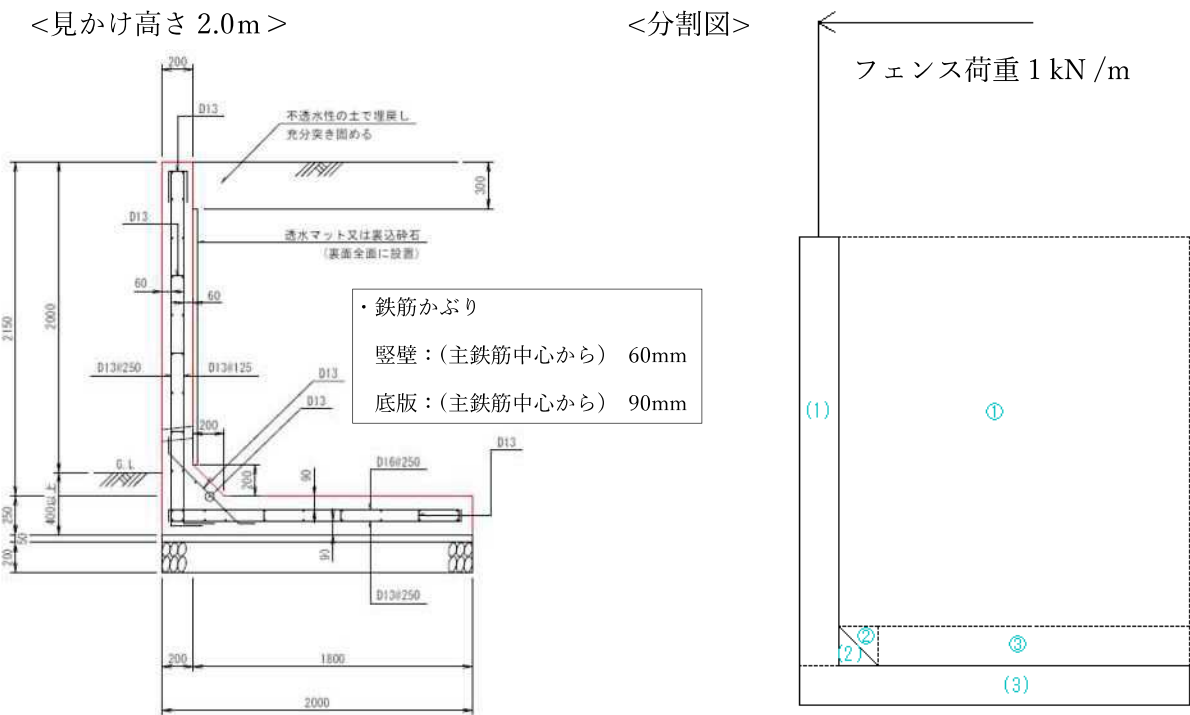 <見かけ高さ 2.0m>
<分割図>
フェンス荷重 1 kN /m
200
D13
不透水性の土で埋戻し
充分突き固める
300
D13
透水マット又は裏込砕石
(裏面全面に設置)
60
60
・鉄筋かぶり
竪壁：(主鉄筋中心から) 60mm
底版：(主鉄筋中心から) 90mm
2150
2000
D13@250
D13@125
D13
D13
200
(1)
①
G.L
200
90
D16@250
D13
250
400以上
50
200
90
D13@250
②
(2)
③
(3)
200
1800
2000